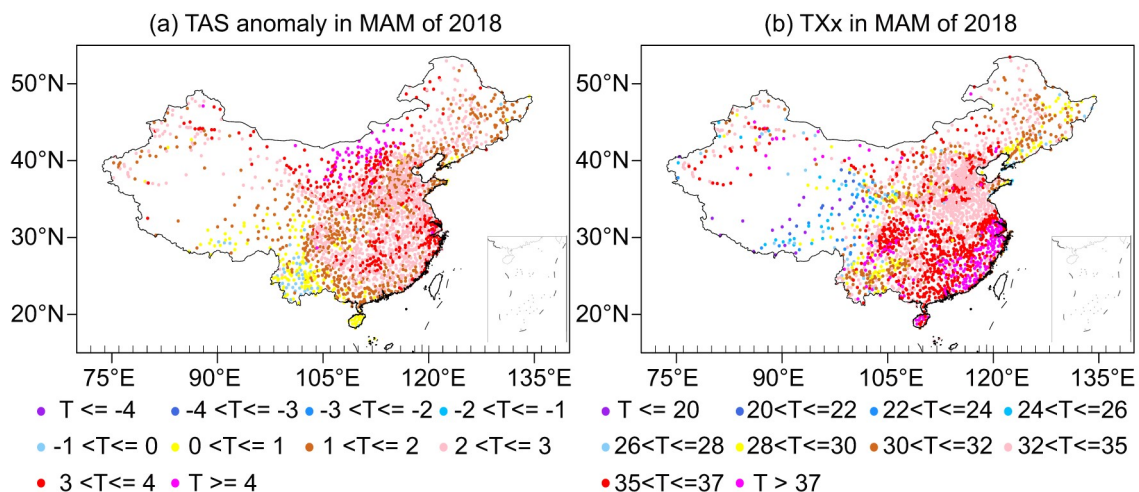 (a) TAS anomaly in MAM of 2018
(b) TXx in MAM of 2018
50°N
40°N
30°N
20°N
75°E 90°E 105°E 120°E 135°E
50°N
40°N
30°N
20°N
75°E 90°E 105°E 120°E 135°E
T <= -4 -4 <T<= -3 -3 <T<= -2 -2 <T<= -1
-1 <T<= 0 0 <T<= 1 1 <T<= 2 2 <T<= 3
3 <T<= 4 T >= 4
T <= 20 20<T<=22 22<T<=24 24<T<=26
26<T<=28 28<T<=30 30<T<=32 32<T<=35
35<T<=37 T > 37